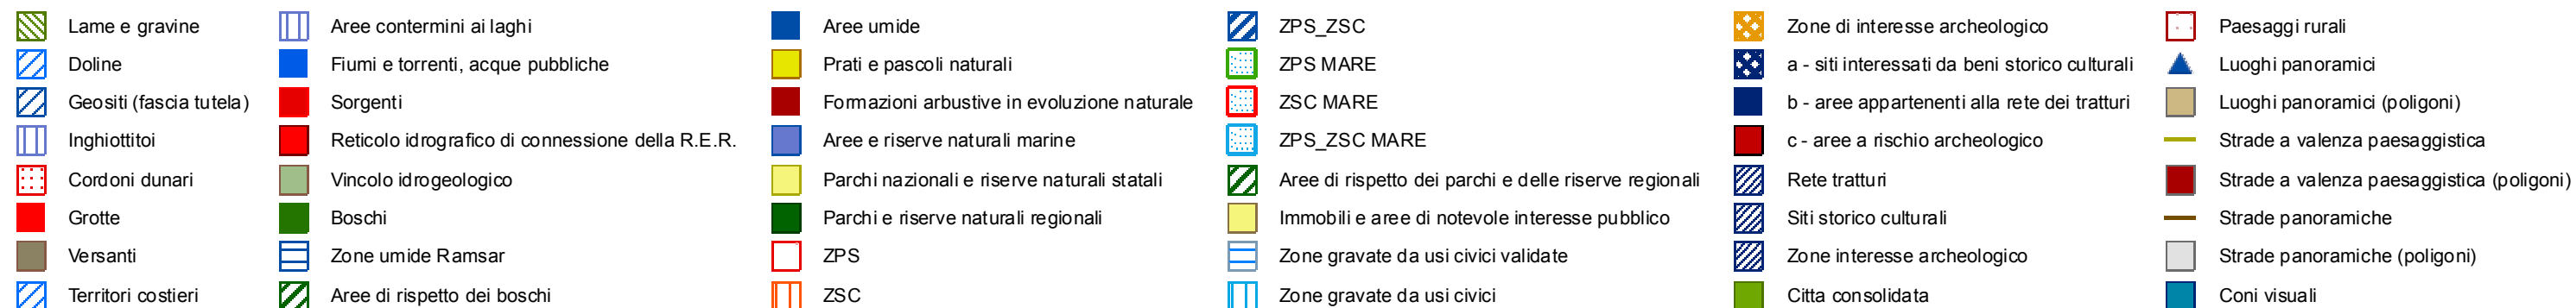 Lame e gravine
Doline
Geositi (fascia tutela)
Inghiottitoi
Cordoni dunari
Grotte
Versanti
Territori costieri
Aree contermini ai laghi
Fiumi e torrenti, acque pubbliche
Sorgenti
Reticolo idrografico di connessione della R.E.R.
Vincolo idrogeologico
Boschi
Zone umide Ramsar
Aree di rispetto dei boschi
Aree umide
Prati e pascoli naturali
Formazioni arbustive in evoluzione naturale
Aree e riserve naturali marine
Parchi nazionali e riserve naturali statali
Parchi e riserve naturali regionali
ZPS
ZSC
ZPS_ZSC
ZPS MARE
ZSC MARE
ZPS_ZSC MARE
Aree di rispetto dei parchi e delle riserve regionali
Immobili e aree di notevole interesse pubblico
Zone gravate da usi civici validate
Zone gravate da usi civici
Zone di interesse archeologico
a - siti interessati da beni storico culturali
b - aree appartenenti alla rete dei tratturi
c - aree a rischio archeologico
Rete tratturi
Siti storico culturali
Zone interesse archeologico
Citta consolidata
Paesaggi rurali
Luoghi panoramici
Luoghi panoramici (poligoni)
Strade a valenza paesaggistica
Strade a valenza paesaggistica (poligoni)
Strade panoramiche
Strade panoramiche (poligoni)
Coni visuali